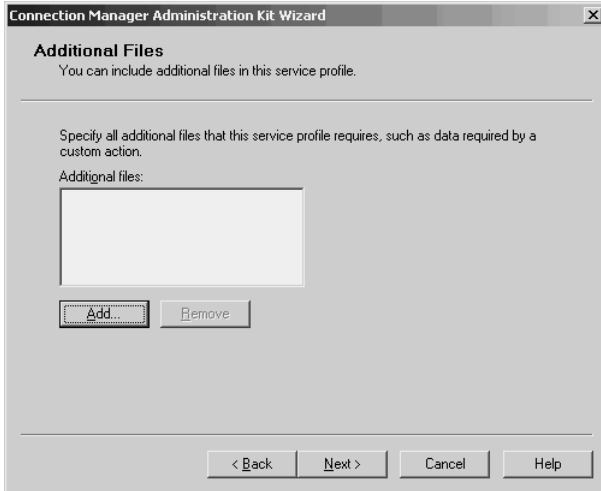 Connection Manager Administration Kit Wizard
Additional Files
You can include additional files in this service profile.
Specify all additional files that this service profile requires, such as data required by a
custom action.
Additional files:
Add...
Remove
< Back
Next >
Cancel
Help